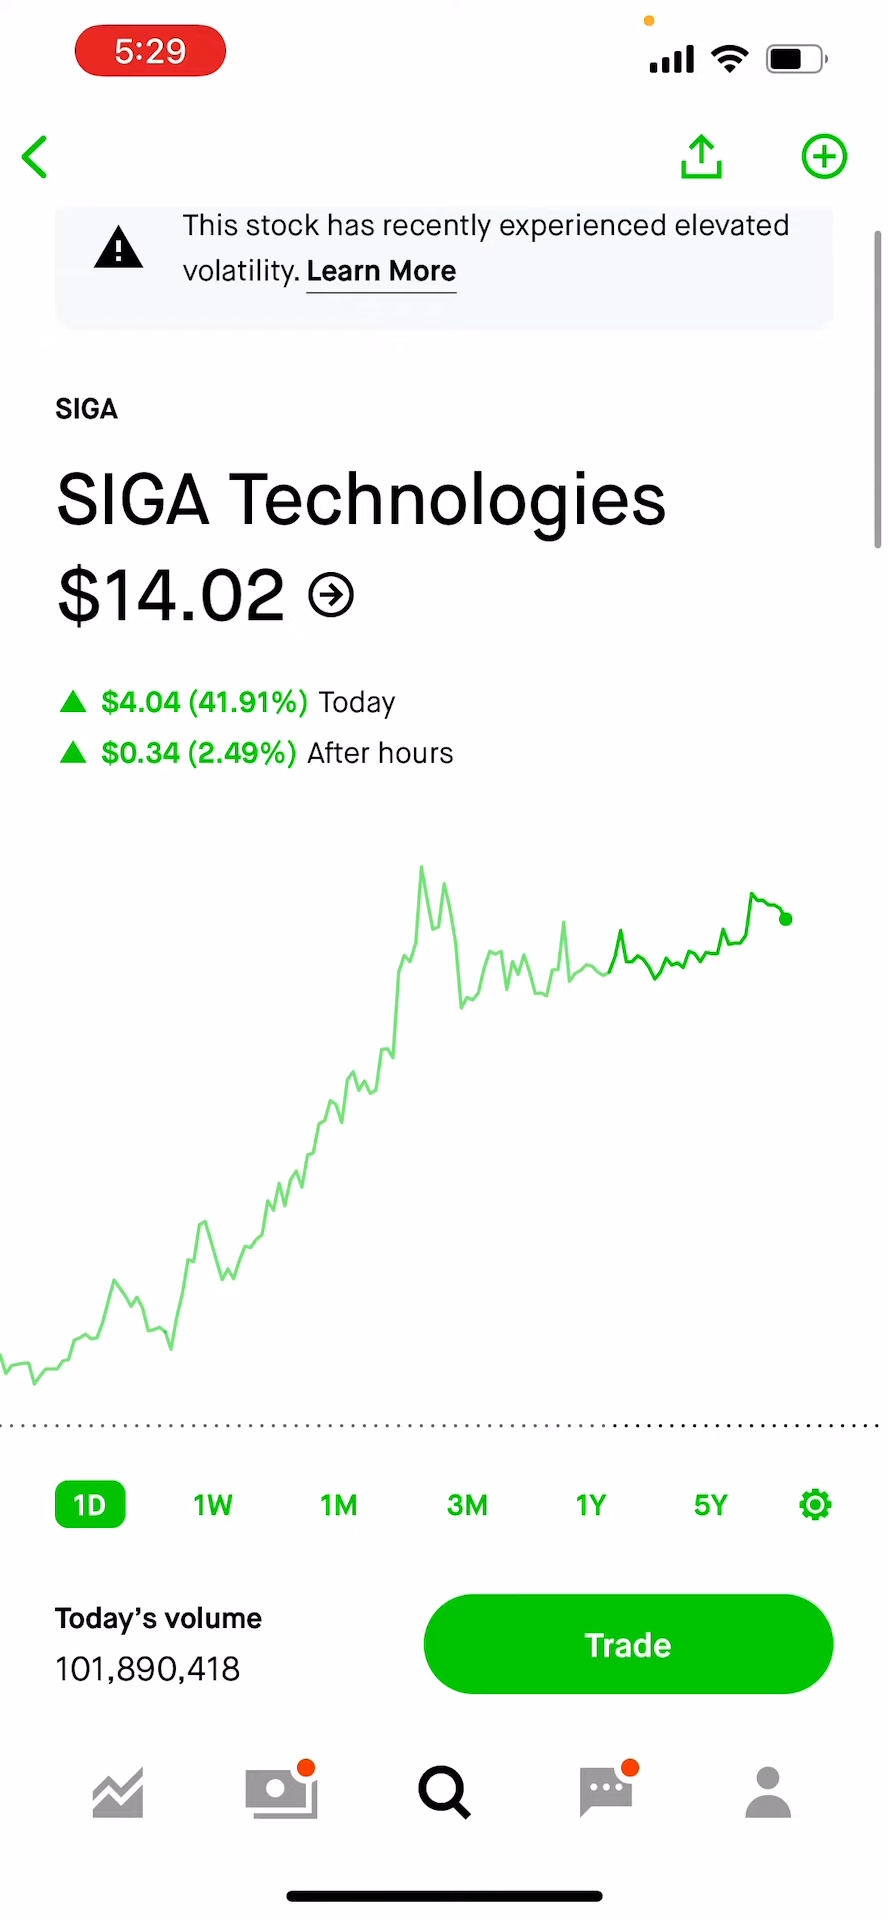 5:29
This stock has recently experienced elevated
volatility. Learn More
SIGA
SIGA Technologies
$14.02
$4.04 (41.91%) Today
$0.34 (2.49%) After hours
1D 1W 1M 3M 1Y 5Y
Today's volume
101,890,418
Trade